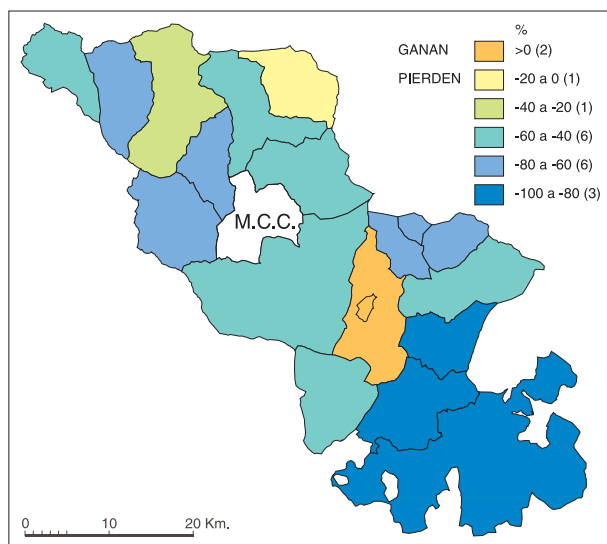 %
GANAN >0 (2)
PIERDEN -20 a 0 (1)
-40 a -20 (1)
-60 a -40 (6)
-80 a -60 (6)
-100 a -80 (3)
M.C.C.
0 10 20 Km.